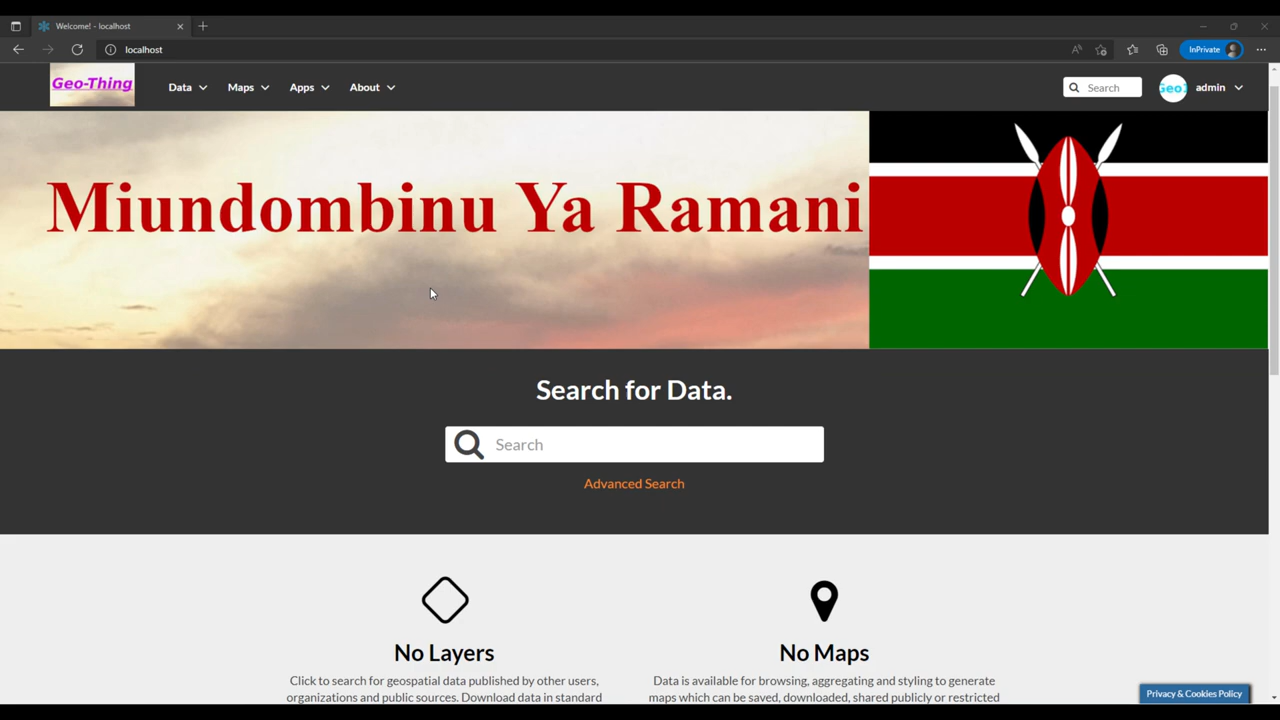 Welcome! - localhost
localhost
InPrivate
Geo-Thing
Data
Maps
Apps
About
Search
admin
Miundombinu Ya Ramani
Search for Data.
Search
Advanced Search
No Layers
Click to search for geospatial data published by other users,
organizations and public sources. Download data in standard
No Maps
Data is available for browsing, aggregating and styling to generate
maps which can be saved, downloaded, shared publicly or restricted
Privacy & Cookies Policy